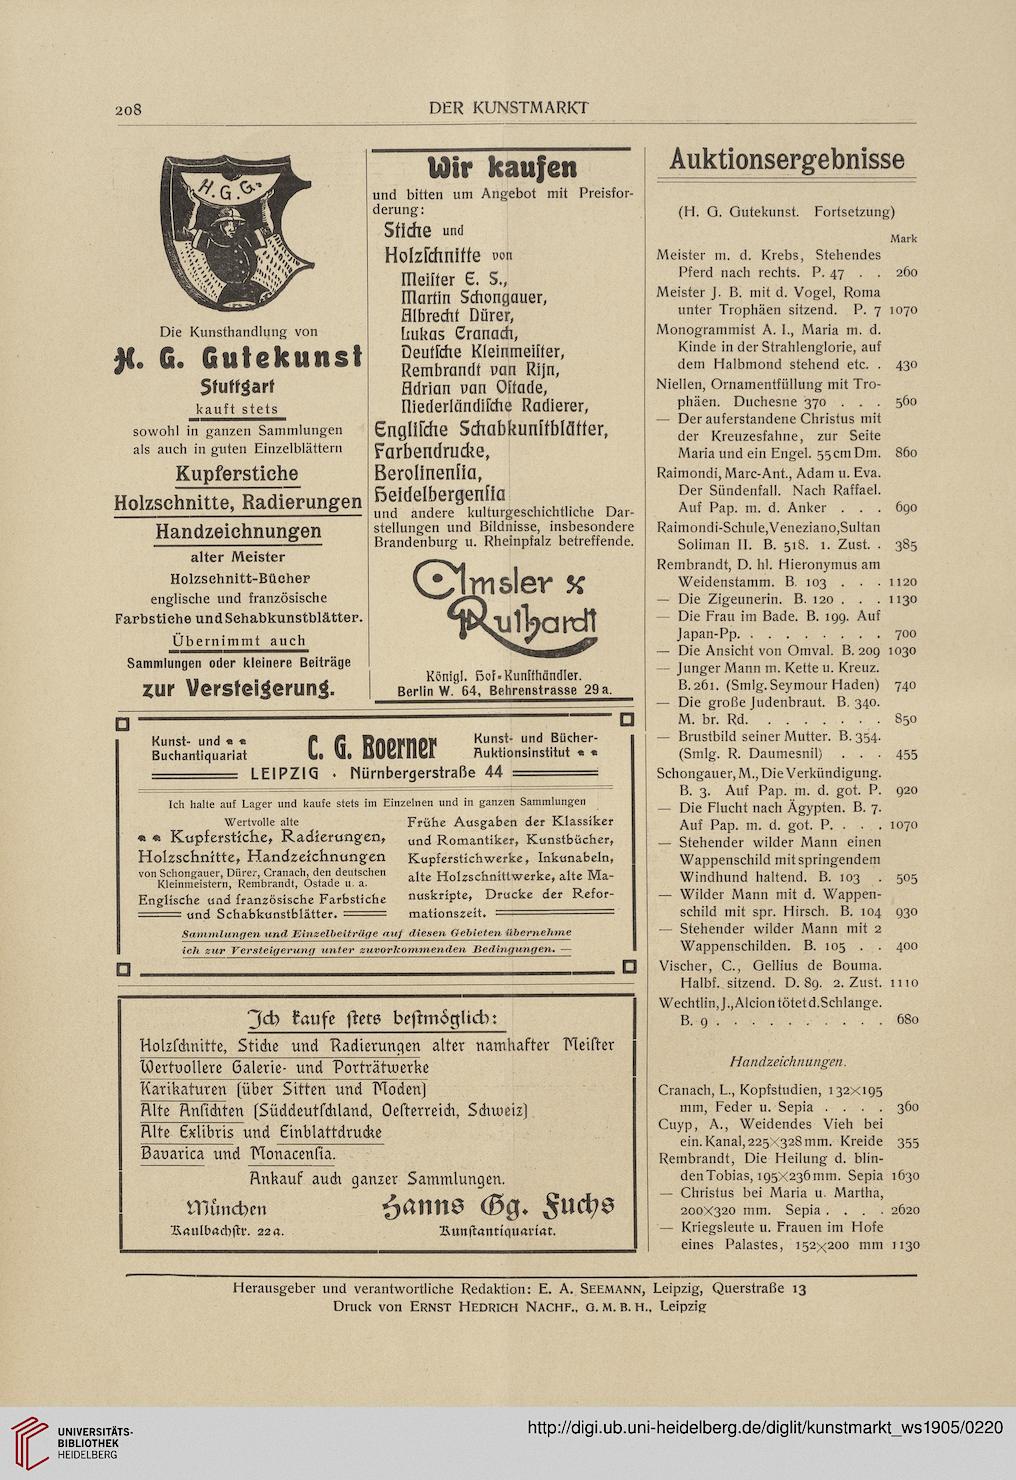 208
DER KUNSTMARKT
H. G. G.
Die Kunsthandlung von
H. G. Gutekunst
Stuttgart
kauft stets
sowohl in ganzen Sammlungen
als auch in guten Einzelblättern
Kupferstiche
Holzschnitte, Radierungen
Handzeichnungen
alter Meister
Holzschnitt-Bücher
englische und französische
Farbstiche und Schabkunstblätter.
Übernimmt auch
Sammlungen oder kleinere Beiträge
zur Versteigerung.
Wir kaufen
und bitten um Angebot mit Preisfor-
derung:
Stiche und
Holzschnitte von
Meister E. S.,
Martin Schongauer,
Albrecht Dürer,
Lukas Cranach,
Deutsche Kleinmeister,
Rembrandt van Rijn,
Adrian van Ostade,
Niederländische Radierer,
Englische Schabkunstblätter,
Farbendrucke,
Berolinensia,
Heidelbergensia
und andere kulturgeschichtliche Dar-
stellungen und Bildnisse, insbesondere
Brandenburg u. Rheinpfalz betreffende.
Amsler &
Ruthardt
Königl. Hof-Kunsthändler.
Berlin W. 64, Behrenstrasse 29 a.
Kunst- und
Buchantiquariat
C. G. Boerner
Kunst- und Bücher-
Auktionsinstitut
LEIPZIG · Nürnbergerstraße 44
Ich halte auf Lager und kaufe stets im Einzelnen und in ganzen Sammlungen
Wertvolle alte
Kupferstiche, Radierungen,
Holzschnitte, Handzeichnungen
von Schongauer, Dürer, Cranach, den deutschen
Kleinmeistern, Rembrandt, Ostade u. a.
Englische und französische Farbstiche
und Schabkunstblätter.
Frühe Ausgaben der Klassiker
und Romantiker, Kunstbücher,
Kupferstichwerke, Inkunabeln,
alte Holzschnittwerke, alte Ma-
nuskripte, Drucke der Refor-
mationszeit.
Sammlungen und Einzelbeiträge auf diesen Gebieten übernehme
ich zur Versteigerung unter zuvorkommenden Bedingungen. —
Ich kaufe stets bestmöglich:
Holzschnitte, Stiche und Radierungen alter namhafter Meister
Wertvollere Galerie- und Porträtwerke
Karikaturen (über Sitten und Moden)
Alte Ansichten (Süddeutschland, Oesterreich, Schweiz)
Alte Exlibris und Einblattdrucke
Bavarica und Monacensia.
Ankauf auch ganzer Sammlungen.
München
Kaulbachstr. 22a.
Hanns Gg. Fuchs
Kunstantiquariat.
Auktionsergebnisse
(H. G. Gutekunst. Fortsetzung)
Mark
Meister m. d. Krebs, Stehendes
Pferd nach rechts. P. 47 . . 260
Meister J. B. mit d. Vogel, Roma
unter Trophäen sitzend. P. 7 1070
Monogrammist A. I., Maria m. d.
Kinde in der Strahlenglorie, auf
dem Halbmond stehend etc. . 430
Niellen, Ornamentfüllung mit Tro-
phäen. Duchesne 370 . . . 560
— Der auferstandene Christus mit
der Kreuzesfahne, zur Seite
Maria und ein Engel. 55 cm Dm. 860
Raimondi, Marc-Ant., Adam u. Eva.
Der Sündenfall. Nach Raffael.
Auf Pap. m. d. Anker . . . 690
Raimondi-Schule, Veneziano, Sultan
Soliman II. B. 518. 1. Zust. . 385
Rembrandt, D. hl. Hieronymus am
Weidenstamm. B. 103 . . . 1120
— Die Zigeunerin. B. 120 . . . 1130
— Die Frau im Bade. B. 199. Auf
Japan-Pp. . . . . . . . . 700
— Die Ansicht von Omval. B. 209 1030
— Junger Mann m. Kette u. Kreuz.
B. 261. (Smlg. Seymour Haden) 740
— Die große Judenbraut. B. 340.
M. br. Rd. . . . . . . . 850
— Brustbild seiner Mutter. B. 354.
(Smlg. R. Daumesnil) . . . 455
Schongauer, M., Die Verkündigung.
B. 3. Auf Pap. m. d. got. P. 920
— Die Flucht nach Ägypten. B. 7.
Auf Pap. m. d. got. P. . . . 1070
— Stehender wilder Mann einen
Wappenschild mit springendem
Windhund haltend. B. 103 . 505
— Wilder Mann mit d. Wappen-
schild mit spr. Hirsch. B. 104 930
— Stehender wilder Mann mit 2
Wappenschilden. B. 105 . . 400
Vischer, C., Gellius de Bouma.
Halbf. sitzend. D. 89. 2. Zust. 1110
Wechtlin, J., Alcion tötet d. Schlange.
B. 9 . . . . . . . . . . 680
Handzeichnungen.
Cranach, L., Kopfstudien, 132×195
mm, Feder u. Sepia . . . . 360
Cuyp, A., Weidendes Vieh bei
ein. Kanal, 225×328 mm. Kreide 355
Rembrandt, Die Heilung d. blin-
den Tobias, 195×236 mm. Sepia 1630
— Christus bei Maria u. Martha,
200×320 mm. Sepia . . . . 2620
— Kriegsleute u. Frauen im Hofe
eines Palastes, 152×200 mm 1130
Herausgeber und verantwortliche Redaktion: E. A. SEEMANN, Leipzig, Querstraße 13
Druck von ERNST HEDRICH NACHF., G. M. B. H., Leipzig
UNIVERSITÄTS-
BIBLIOTHEK
HEIDELBERG
http://digi.ub.uni-heidelberg.de/diglit/kunstmarkt_ws1905/0220